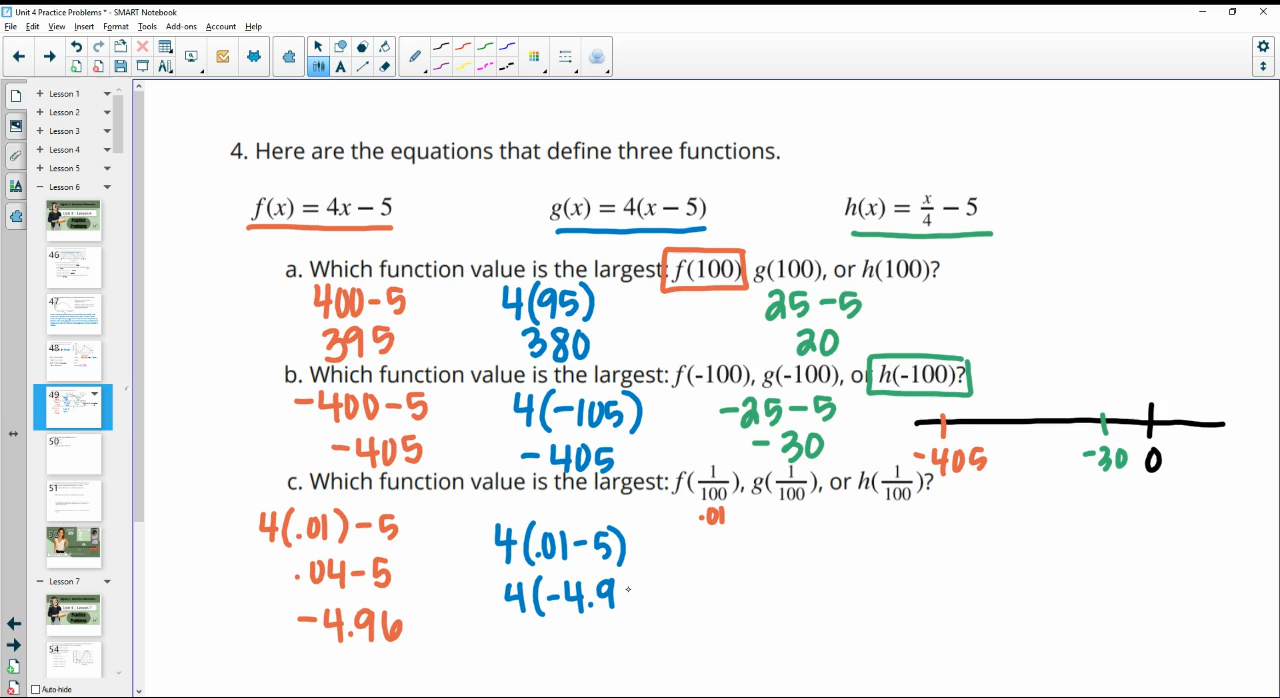 Unit 4 Practice Problems * - SMART Notebook
File Edit View Insert Format Tools Add-ons Account Help
Lesson 1
Lesson 2
Lesson 3
Lesson 4
Lesson 5
Lesson 6
46
47
48
49
50
51
Lesson 7
54
Auto-hide
4. Here are the equations that define three functions.
f(x) = 4x − 5 g(x) = 4(x − 5) h(x) = x/4 − 5
a. Which function value is the largest: f(100), g(100), or h(100)?
400-5 4(95) 25-5
395 380 20
b. Which function value is the largest: f(-100), g(-100), or h(-100)?
-400-5 4(-105) -25-5
-405 -405 -30
-405 -30 0
c. Which function value is the largest: f(1/100), g(1/100), or h(1/100)?
.01
4(.01)-5 4(.01-5)
.04-5 4(-4.9
-4.96